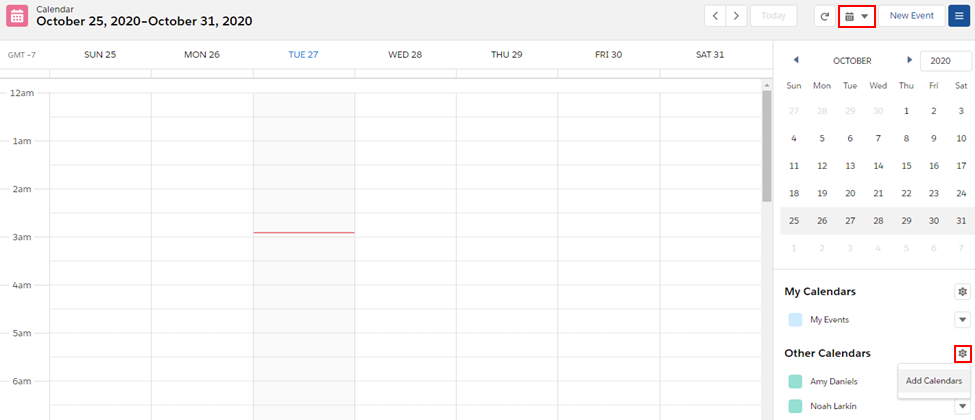 Calendar
October 25, 2020–October 31, 2020
Today
New Event
GMT −7
SUN 25
MON 26
TUE 27
WED 28
THU 29
FRI 30
SAT 31
12am
1am
2am
3am
4am
5am
6am
OCTOBER
2020
Sun Mon Tue Wed Thu Fri Sat
27 28 29 30 1 2 3
4 5 6 7 8 9 10
11 12 13 14 15 16 17
18 19 20 21 22 23 24
25 26 27 28 29 30 31
1 2 3 4 5 6 7
My Calendars
My Events
Other Calendars
Amy Daniels
Add Calendars
Noah Larkin